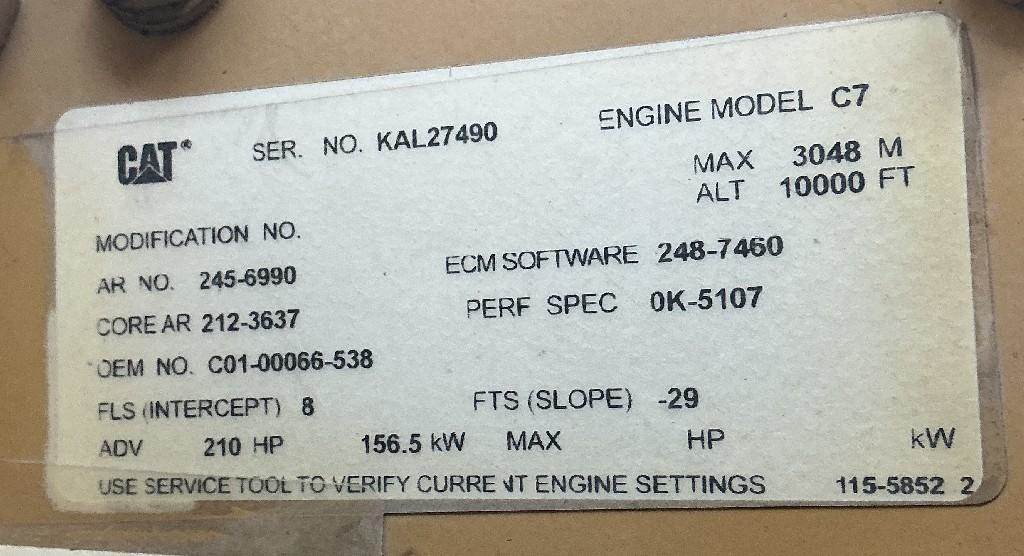 CAT® SER. NO. KAL27490 ENGINE MODEL C7
MAX 3048 M
ALT 10000 FT
MODIFICATION NO.
AR NO. 245-6990 ECM SOFTWARE 248-7460
CORE AR 212-3637 PERF SPEC 0K-5107
OEM NO. C01-00066-538
FLS (INTERCEPT) 8 FTS (SLOPE) -29
ADV 210 HP 156.5 kW MAX HP kW
USE SERVICE TOOL TO VERIFY CURRENT ENGINE SETTINGS 115-5852 2